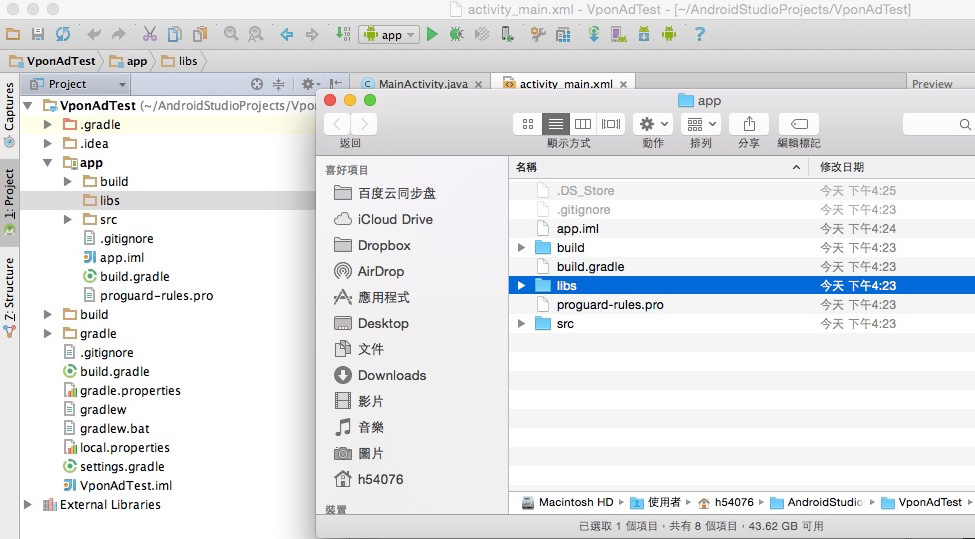 activity_main.xml - VponAdTest - [~/AndroidStudioProjects/VponAdTest]
app
VponAdTest
app
libs
Project
MainActivity.java
activity_main.xml
Preview
Captures
1: Project
Z: Structure
VponAdTest (~/AndroidStudioProjects/Vpon
.gradle
.idea
app
build
libs
src
.gitignore
app.iml
build.gradle
proguard-rules.pro
build
gradle
.gitignore
build.gradle
gradle.properties
gradlew
gradlew.bat
local.properties
settings.gradle
VponAdTest.iml
External Libraries
app
返回
顯示方式
動作
排列
分享
編輯標記
喜好項目
百度云同步盘
iCloud Drive
Dropbox
AirDrop
應用程式
Desktop
文件
Downloads
影片
音樂
圖片
h54076
裝置
名稱 修改日期
.DS_Store 今天 下午4:25
.gitignore 今天 下午4:23
app.iml 今天 下午4:24
build 今天 下午4:23
build.gradle 今天 下午4:23
libs 今天 下午4:23
proguard-rules.pro 今天 下午4:23
src 今天 下午4:23
Macintosh HD 使用者 h54076 AndroidStudio VponAdTest
已選取 1 個項目，共有 8 個項目，43.62 GB 可用